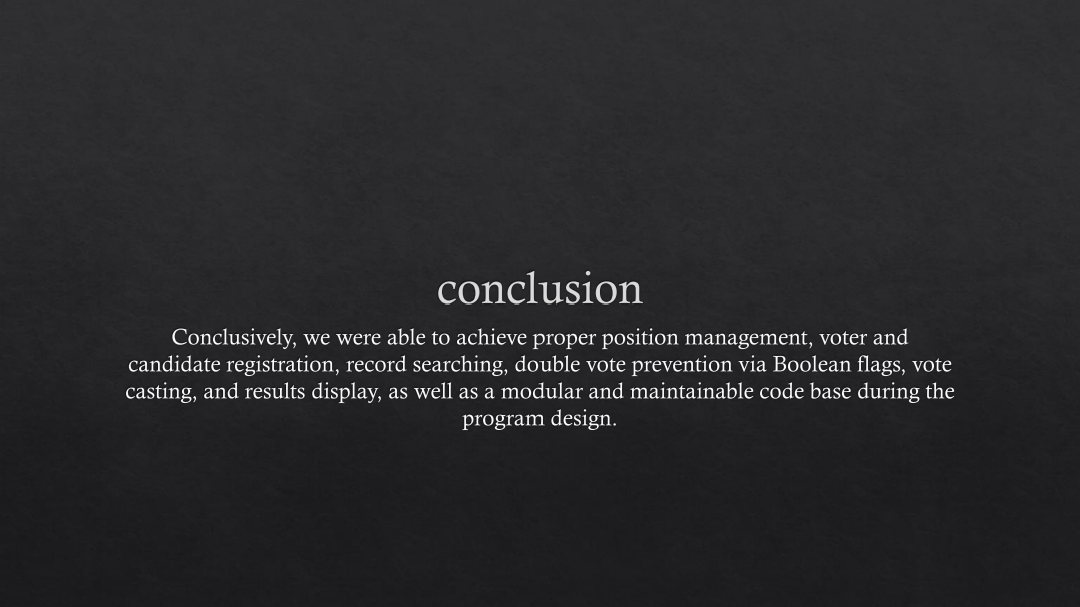 conclusion
Conclusively, we were able to achieve proper position management, voter and
candidate registration, record searching, double vote prevention via Boolean flags, vote
casting, and results display, as well as a modular and maintainable code base during the
program design.